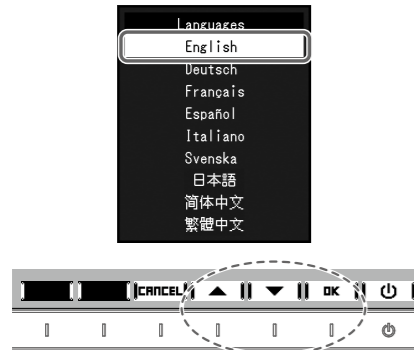 Languages
English
Deutsch
Français
Español
Italiano
Svenska
日本語
简体中文
繁體中文
CANCEL OK